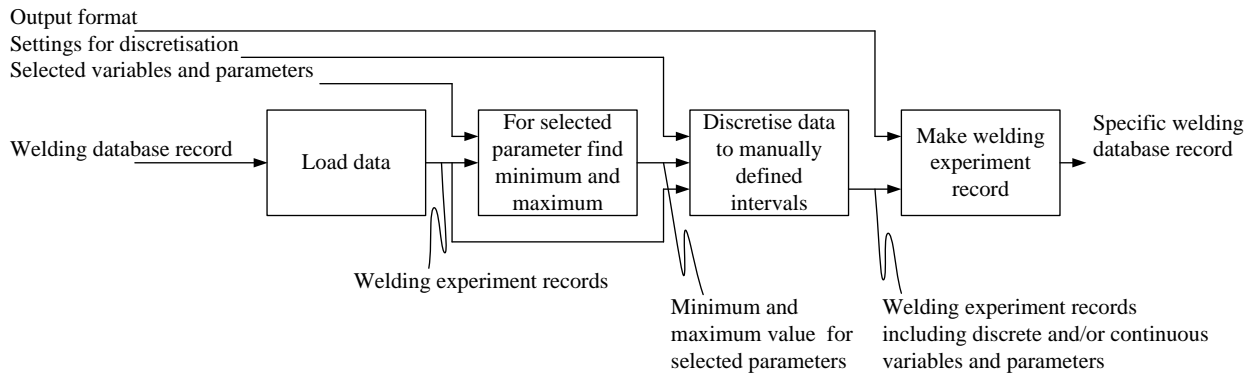 Output format
Settings for discretisation
Selected variables and parameters
Welding database record
Load data
For selected
parameter find
minimum and
maximum
Discretise data
to manually
defined
intervals
Make welding
experiment
record
Specific welding
database record
Welding experiment records
Minimum and
maximum value for
selected parameters
Welding experiment records
including discrete and/or continuous
variables and parameters